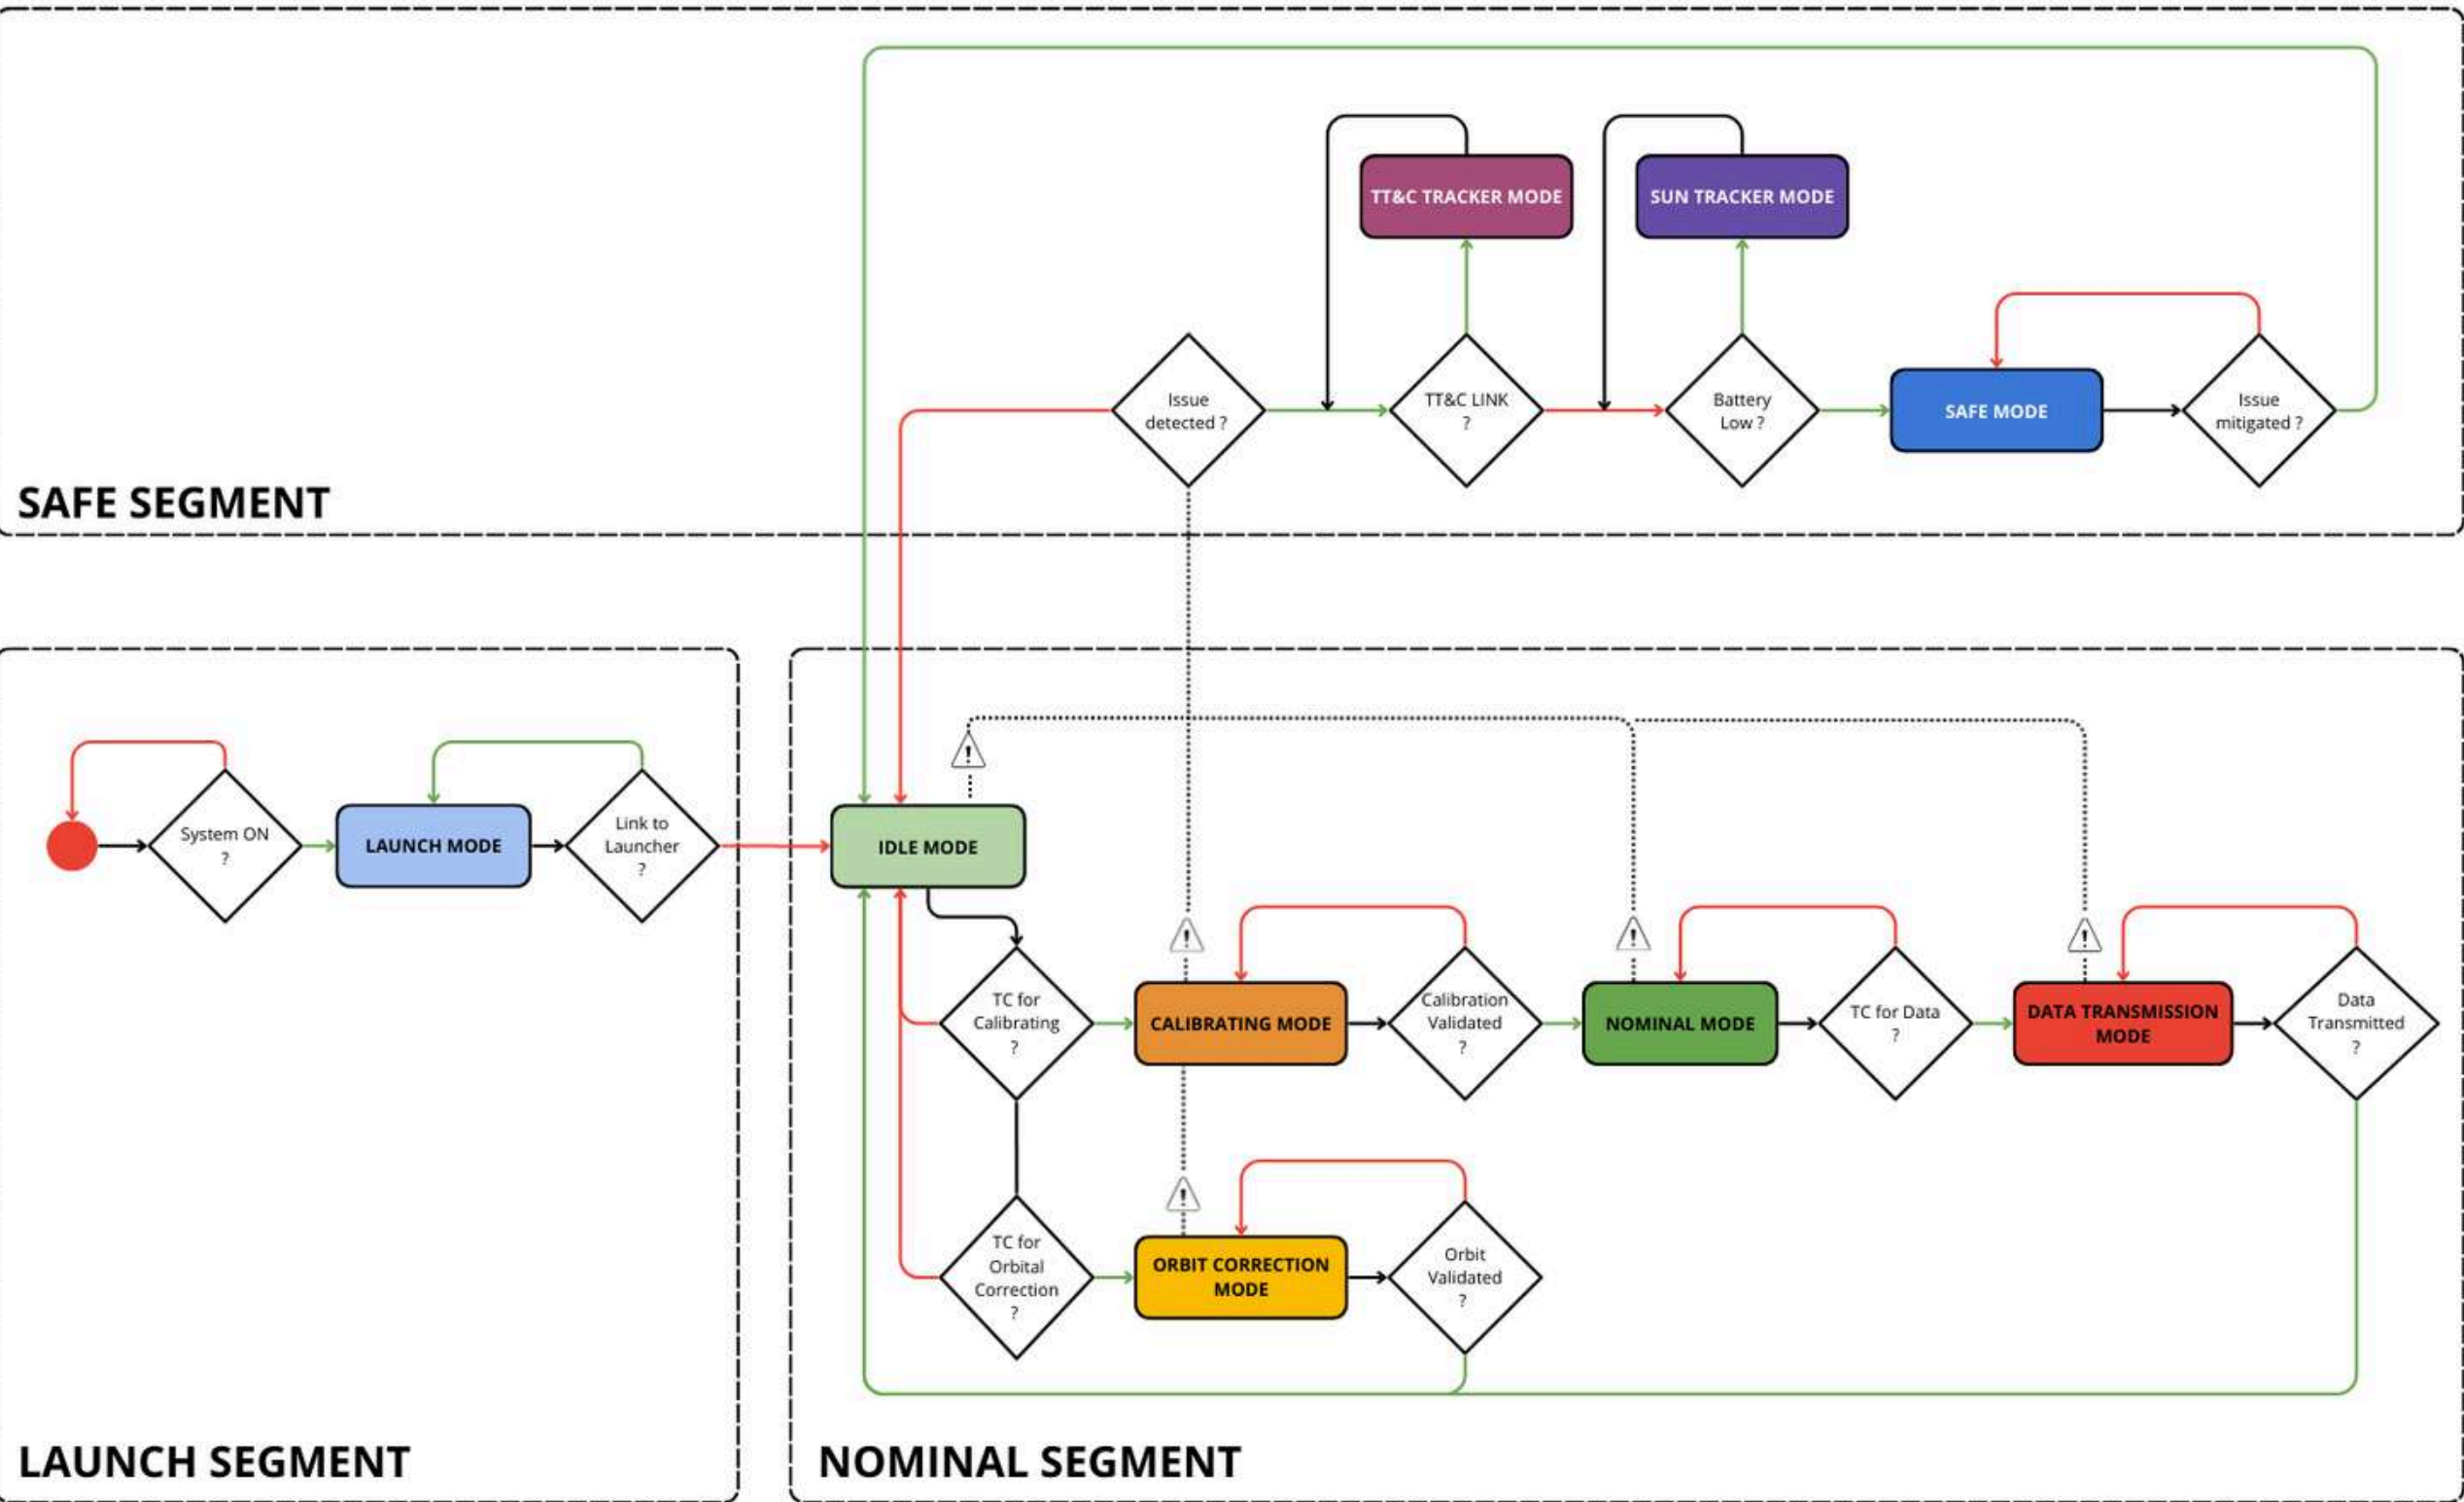 TT&C TRACKER MODE
SUN TRACKER MODE
Issue
detected ?
TT&C LINK
?
Battery
Low ?
SAFE MODE
Issue
mitigated ?
SAFE SEGMENT
System ON
?
LAUNCH MODE
Link to
Launcher
?
LAUNCH SEGMENT
!
IDLE MODE
TC for
Calibrating
?
!
CALIBRATING MODE
Calibration
Validated
?
!
NOMINAL MODE
TC for Data
?
!
DATA TRANSMISSION
MODE
Data
Transmitted
?
TC for
Orbital
Correction
?
!
ORBIT CORRECTION
MODE
Orbit
Validated
?
NOMINAL SEGMENT